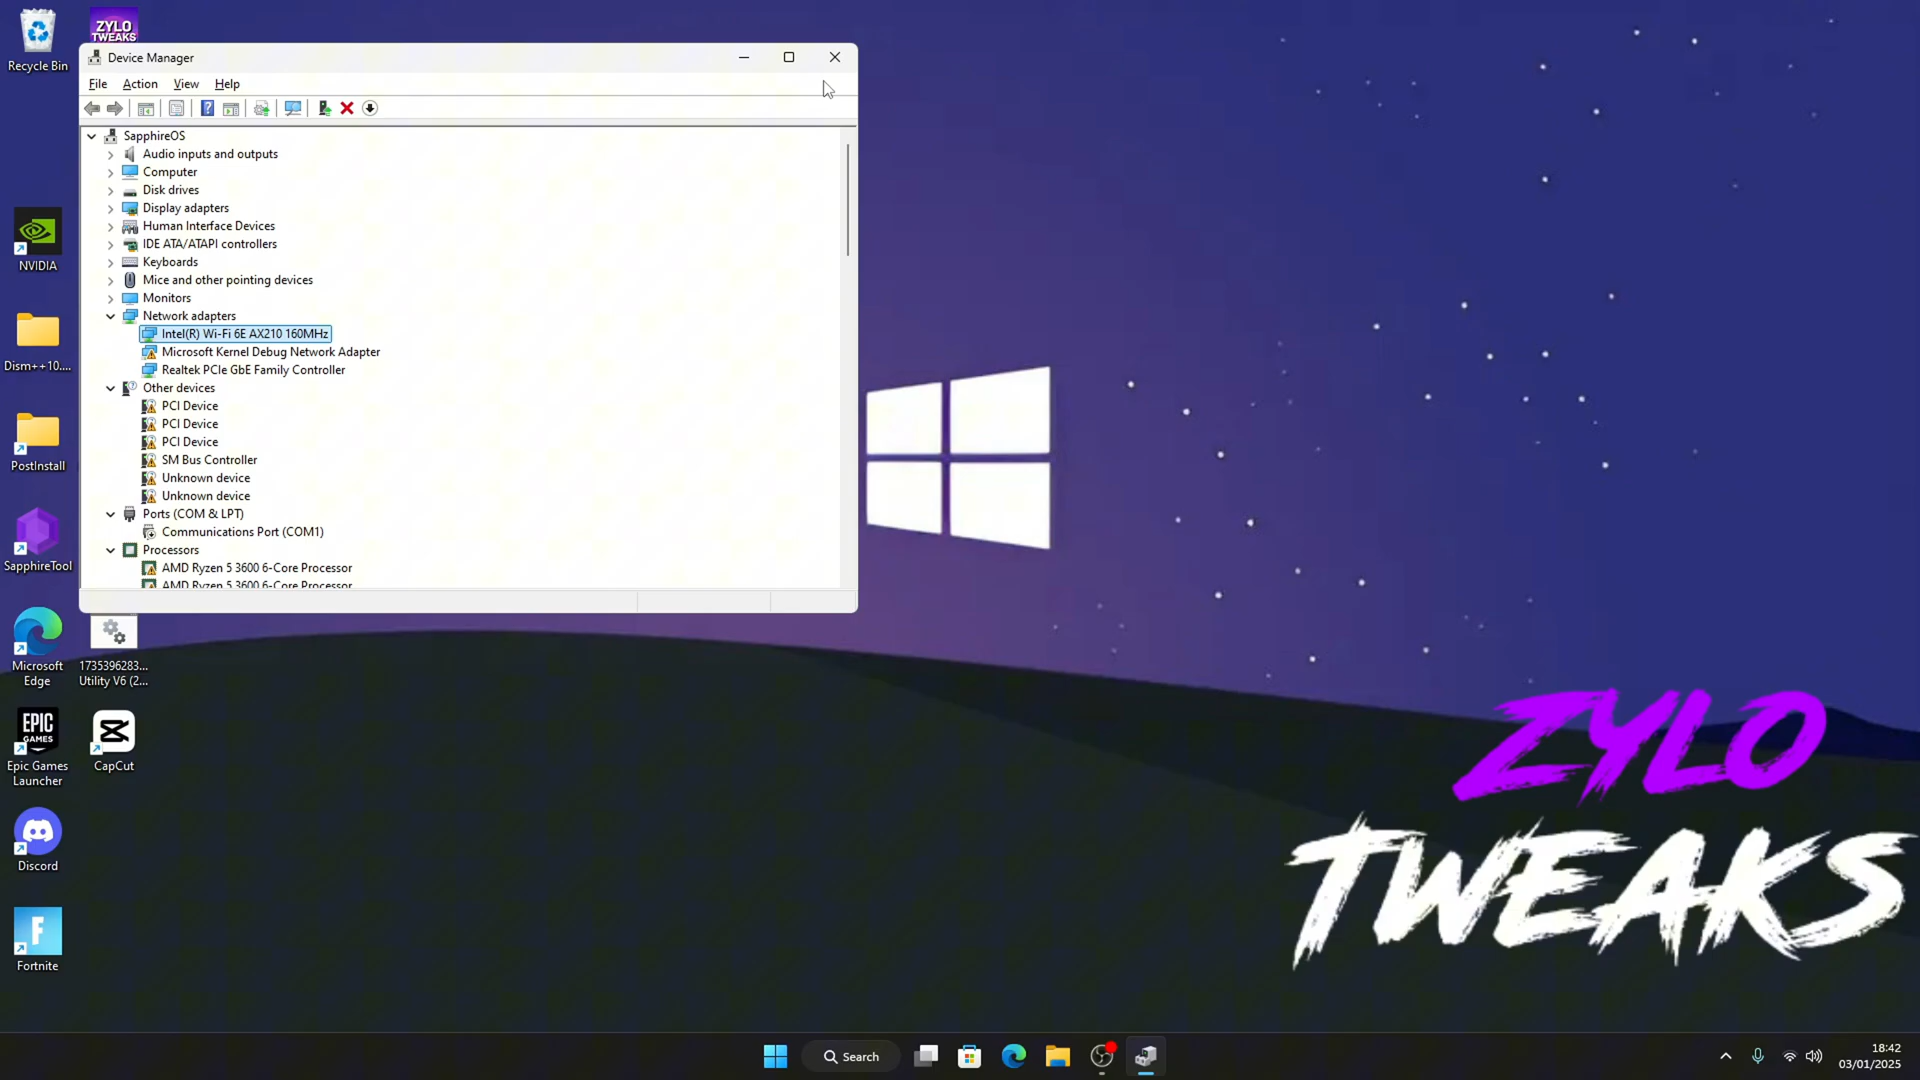 Recycle Bin
ZYLO
TWEAKS
NVIDIA
Dism++10....
PostInstall
SapphireTool
Microsoft
Edge
1735396283...
Utility V6 (2...
Epic Games
Launcher
EPIC
GAMES
CapCut
Discord
Fortnite
Device Manager
File
Action
View
Help
SapphireOS
Audio inputs and outputs
Computer
Disk drives
Display adapters
Human Interface Devices
IDE ATA/ATAPI controllers
Keyboards
Mice and other pointing devices
Monitors
Network adapters
Intel(R) Wi-Fi 6E AX210 160MHz
Microsoft Kernel Debug Network Adapter
Realtek PCIe GbE Family Controller
Other devices
PCI Device
PCI Device
PCI Device
SM Bus Controller
Unknown device
Unknown device
Ports (COM & LPT)
Communications Port (COM1)
Processors
AMD Ryzen 5 3600 6-Core Processor
AMD Ryzen 5 3600 6-Core Processor
ZYLO
TWEAKS
Search
18:42
03/01/2025